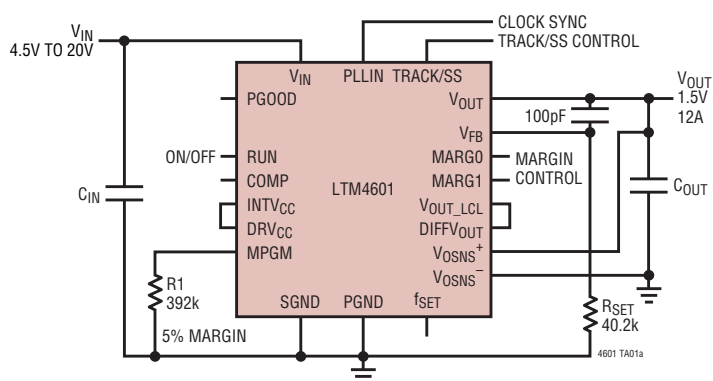 CLOCK SYNC
TRACK/SS CONTROL
VIN
4.5V TO 20V
VIN
PLLIN
TRACK/SS
PGOOD
VOUT
VOUT
1.5V
12A
100pF
VFB
ON/OFF
RUN
MARG0
MARGIN
CONTROL
COMP
LTM4601
MARG1
CIN
COUT
INTVCC
VOUT_LCL
DRVCC
DIFFVOUT
MPGM
VOSNS+
VOSNS–
R1
392k
SGND
PGND
fSET
RSET
40.2k
5% MARGIN
4601 TA01a